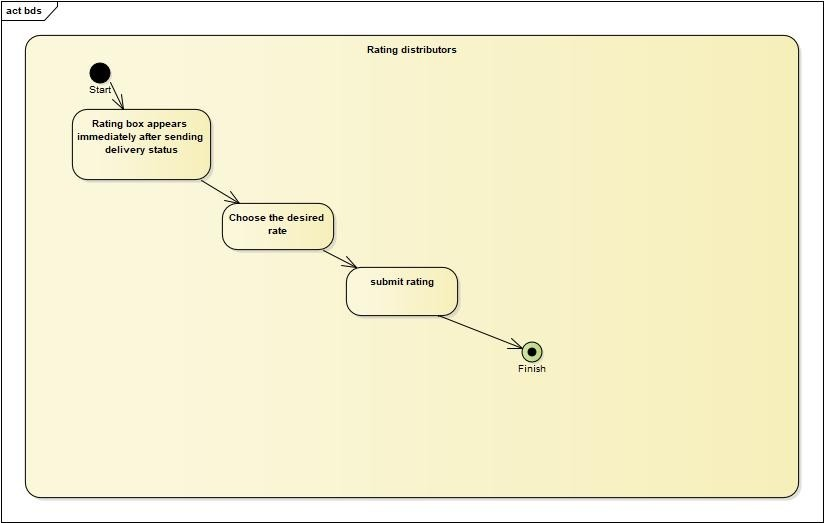 act bds
Rating distributors
Start
Rating box appears
immediately after sending
delivery status
Choose the desired
rate
submit rating
Finish